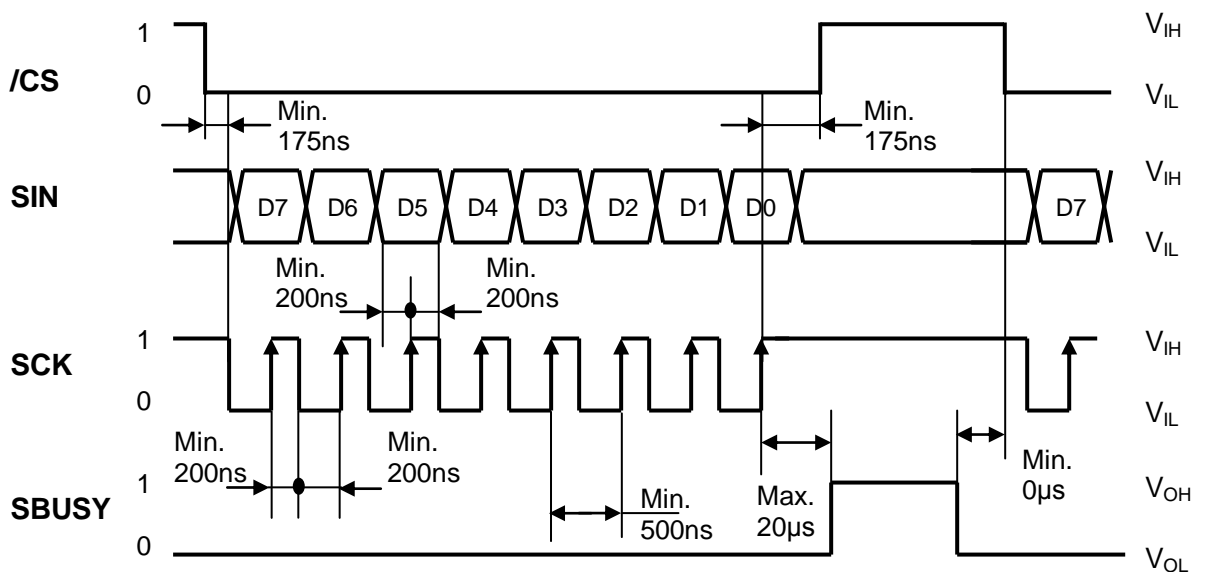 1
V_IH
/CS
0
V_IL
Min.
175ns
Min.
175ns
V_IH
SIN
D7 D6 D5 D4 D3 D2 D1 D0 D7
V_IL
Min.
200ns
Min.
200ns
1
V_IH
SCK
0
V_IL
Min.
200ns
Min.
200ns
Min.
0µs
1
V_OH
SBUSY
Min.
500ns
Max.
20µs
0
V_OL